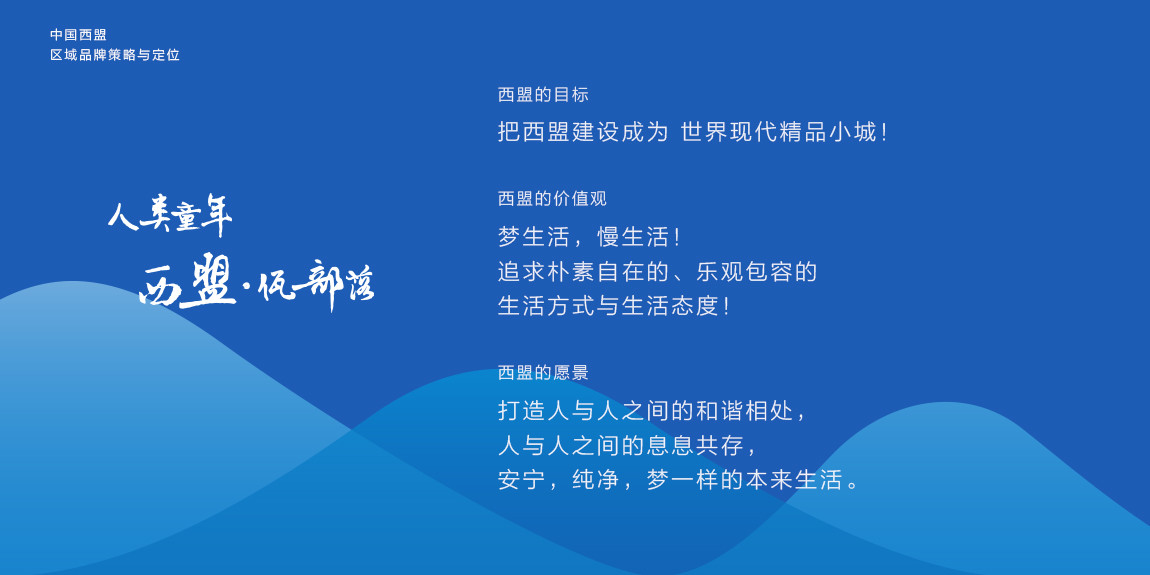 中国西盟
区域品牌策略与定位
人类童年
西盟·佤部落
西盟的目标
把西盟建设成为 世界现代精品小城！
西盟的价值观
梦生活，慢生活！
追求朴素自在的、乐观包容的
生活方式与生活态度！
西盟的愿景
打造人与人之间的和谐相处，
人与人之间的息息共存，
安宁，纯净，梦一样的本来生活。